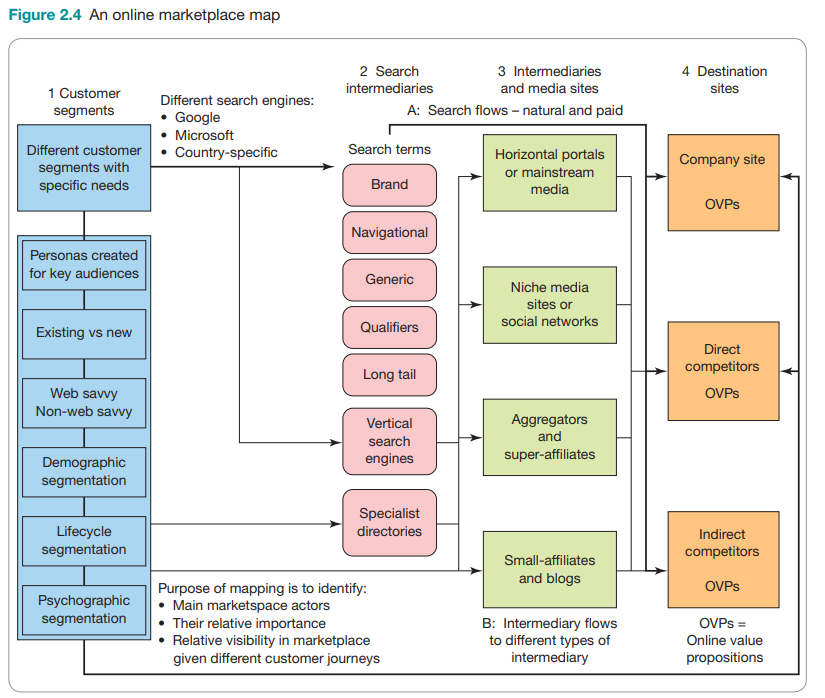 Figure 2.4 An online marketplace map
1 Customer
segments
Different search engines:
• Google
• Microsoft
• Country-specific
2 Search
intermediaries
3 Intermediaries
and media sites
4 Destination
sites
A: Search flows – natural and paid
Different customer
segments with
specific needs
Personas created
for key audiences
Existing vs new
Web savvy
Non-web savvy
Demographic
segmentation
Lifecycle
segmentation
Psychographic
segmentation
Search terms
Brand
Navigational
Generic
Qualifiers
Long tail
Vertical
search
engines
Specialist
directories
Horizontal portals
or mainstream
media
Niche media
sites or
social networks
Aggregators
and
super-affiliates
Small-affiliates
and blogs
Company site
OVPs
Direct
competitors
OVPs
Indirect
competitors
OVPs
Purpose of mapping is to identify:
• Main marketspace actors
• Their relative importance
• Relative visibility in marketplace
given different customer journeys
B: Intermediary flows
to different types of
intermediary
OVPs =
Online value
propositions